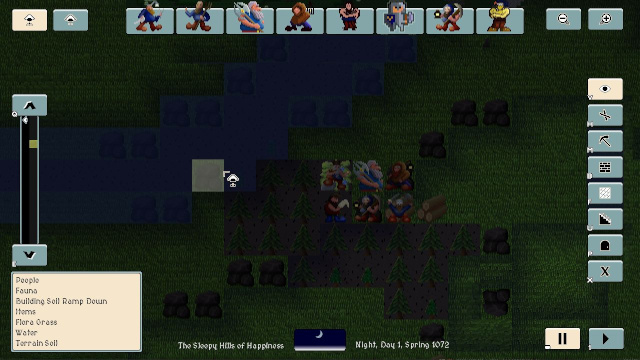 People
Fauna
Building Soil Ramp Down
Items
Flora Grass
Water
Terrain Soil
The Sleepy Hills of Happiness
Night, Day 1, Spring 1072
X